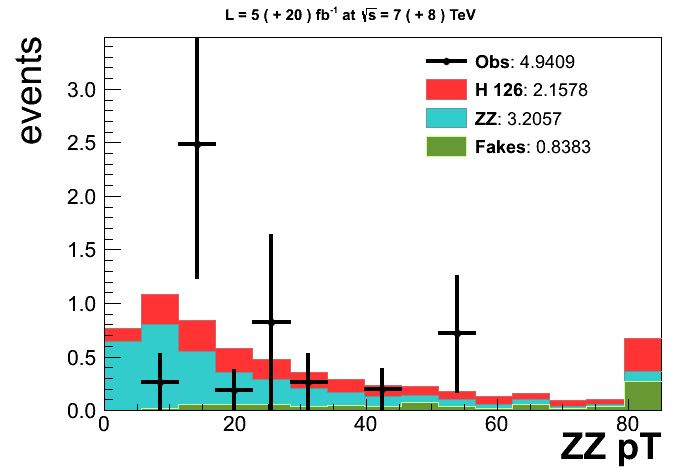 L = 5 ( + 20 ) fb⁻¹ at √s = 7 ( + 8 ) TeV
events
3.0
2.5
2.0
1.5
1.0
0.5
0.0
Obs: 4.9409
H 126: 2.1578
ZZ: 3.2057
Fakes: 0.8383
0 20 40 60 80
ZZ pT